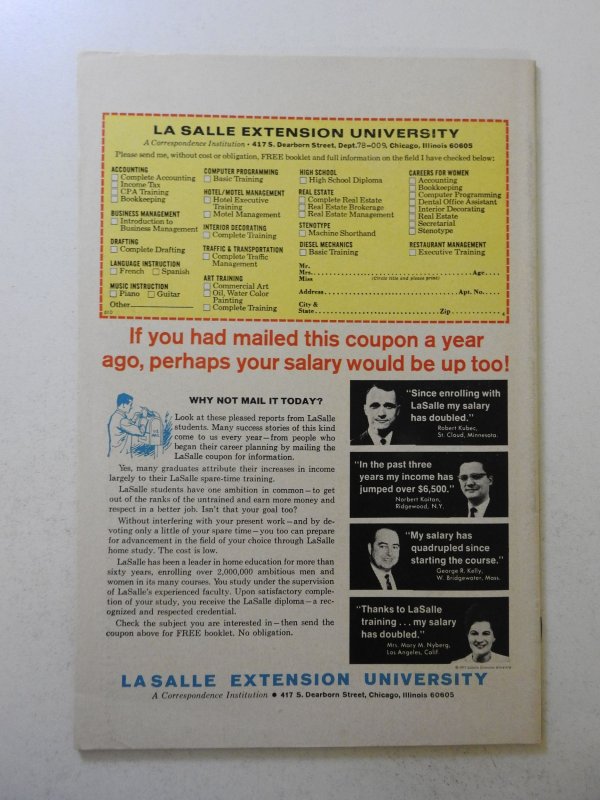 LA SALLE EXTENSION UNIVERSITY
A Correspondence Institution • 417 S. Dearborn Street, Dept. 78-009, Chicago, Illinois 60605
Please send me, without cost or obligation, FREE booklet and full information on the field I have checked below:
ACCOUNTING
Complete Accounting
Income Tax
CPA Training
Bookkeeping
BUSINESS MANAGEMENT
Introduction to
Business Management
DRAFTING
Complete Drafting
LANGUAGE INSTRUCTION
French Spanish
MUSIC INSTRUCTION
Piano Guitar
Other
COMPUTER PROGRAMMING
Basic Training
HOTEL/MOTEL MANAGEMENT
Hotel Executive
Training
Motel Management
INTERIOR DECORATING
Complete Training
TRAFFIC & TRANSPORTATION
Complete Traffic
Management
ART TRAINING
Commercial Art
Oil, Water Color
Painting
Complete Training
HIGH SCHOOL
High School Diploma
REAL ESTATE
Complete Real Estate
Real Estate Brokerage
Real Estate Management
STENOTYPE
Machine Shorthand
DIESEL MECHANICS
Basic Training
CAREERS FOR WOMEN
Accounting
Bookkeeping
Computer Programming
Dental Office Assistant
Interior Decorating
Real Estate
Secretarial
Stenotype
RESTAURANT MANAGEMENT
Executive Training
Mr.
Mrs. Age
Miss (Circle title and please print)
Address Apt. No.
City &
State Zip
If you had mailed this coupon a year
ago, perhaps your salary would be up too!
WHY NOT MAIL IT TODAY?
Look at these pleased reports from LaSalle
students. Many success stories of this kind
come to us every year—from people who
began their career planning by mailing the
LaSalle coupon for information.
Yes, many graduates attribute their increases in income
largely to their LaSalle spare-time training.
LaSalle students have one ambition in common—to get
out of the ranks of the untrained and earn more money and
respect in a better job. Isn't that your goal too?
Without interfering with your present work—and by de-
voting only a little of your spare time—you too can prepare
for advancement in the field of your choice through LaSalle
home study. The cost is low.
LaSalle has been a leader in home education for more than
sixty years, enrolling over 2,000,000 ambitious men and
women in its many courses. You study under the supervision
of LaSalle's experienced faculty. Upon satisfactory comple-
tion of your study, you receive the LaSalle diploma—a rec-
ognized and respected credential.
Check the subject you are interested in—then send the
coupon above for FREE booklet. No obligation.
"Since enrolling with
LaSalle my salary
has doubled."
Robert Kubec,
St. Cloud, Minnesota.
"In the past three
years my income has
jumped over $6,500."
Norbert Kaiton,
Ridgewood, N.Y.
"My salary has
quadrupled since
starting the course."
George R. Kelly,
W. Bridgewater, Mass.
"Thanks to LaSalle
training . . . my salary
has doubled."
Mrs. Mary M. Nyberg,
Los Angeles, Calif.
LASALLE EXTENSION UNIVERSITY
A Correspondence Institution • 417 S. Dearborn Street, Chicago, Illinois 60605